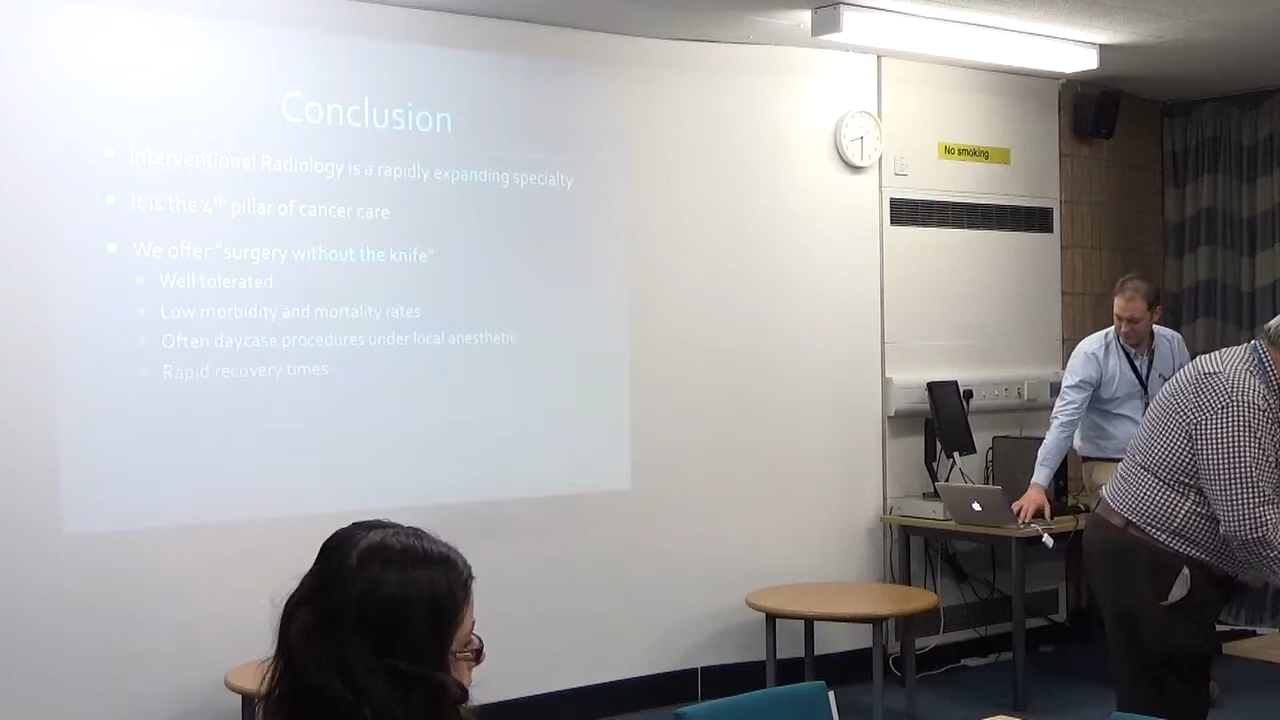 Conclusion
Interventional Radiology is a rapidly expanding specialty
It is the 4th pillar of cancer care
We offer "surgery without the knife"
Well tolerated
Low morbidity and mortality rates
Often daycase procedures under local anesthetic
Rapid recovery times
No smoking